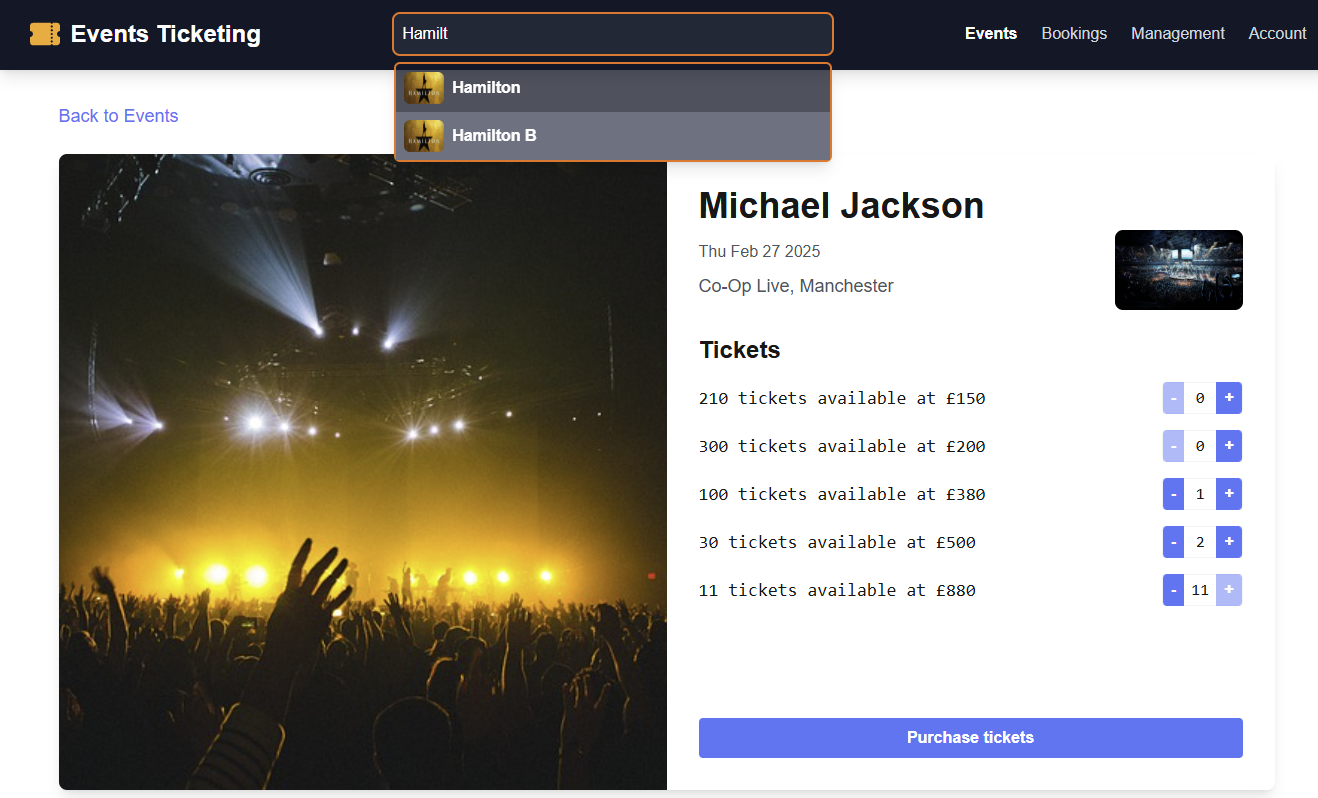 Events Ticketing
Hamilt
Events Bookings Management Account
Hamilton
Hamilton B
Back to Events
Michael Jackson
Thu Feb 27 2025
Co-Op Live, Manchester
Tickets
210 tickets available at £150 - 0 +
300 tickets available at £200 - 0 +
100 tickets available at £380 - 1 +
30 tickets available at £500 - 2 +
11 tickets available at £880 - 11 +
Purchase tickets